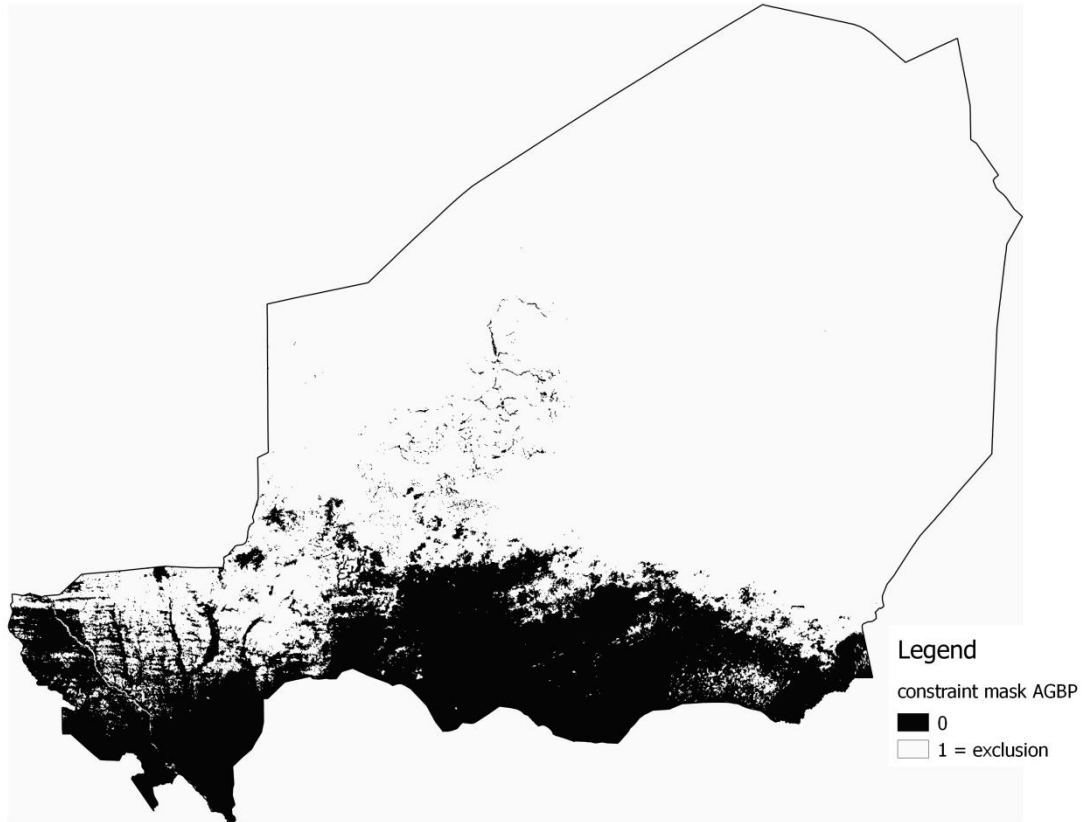 Legend
constraint mask AGBP
0
1 = exclusion